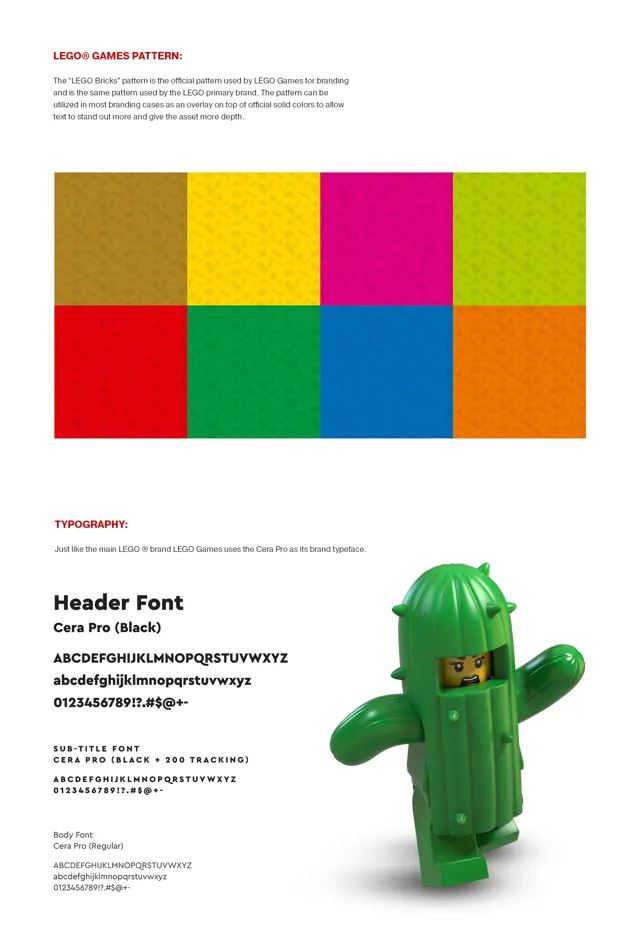 LEGO® GAMES PATTERN:
The "LEGO Bricks" pattern is the official pattern used by LEGO Games for branding
and is the same pattern used by the LEGO primary brand. The pattern can be
utilized in most branding cases as an overlay on top of official solid colors to allow
text to stand out more and give the asset more depth.
TYPOGRAPHY:
Just like the main LEGO ® brand LEGO Games uses the Cera Pro as its brand typeface.
Header Font
Cera Pro (Black)
ABCDEFGHIJKLMNOPQRSTUVWXYZ
abcdefghijklmnopqrstuvwxyz
0123456789!?.#$@+-
SUB-TITLE FONT
CERA PRO (BLACK + 200 TRACKING)
ABCDEFGHIJKLMNOPQRSTUVWXYZ
0123456789!?.#$@+-
Body Font
Cera Pro (Regular)
ABCDEFGHIJKLMNOPQRSTUVWXYZ
abcdefghijklmnopqrstuvwxyz
0123456789!?.#$@+-